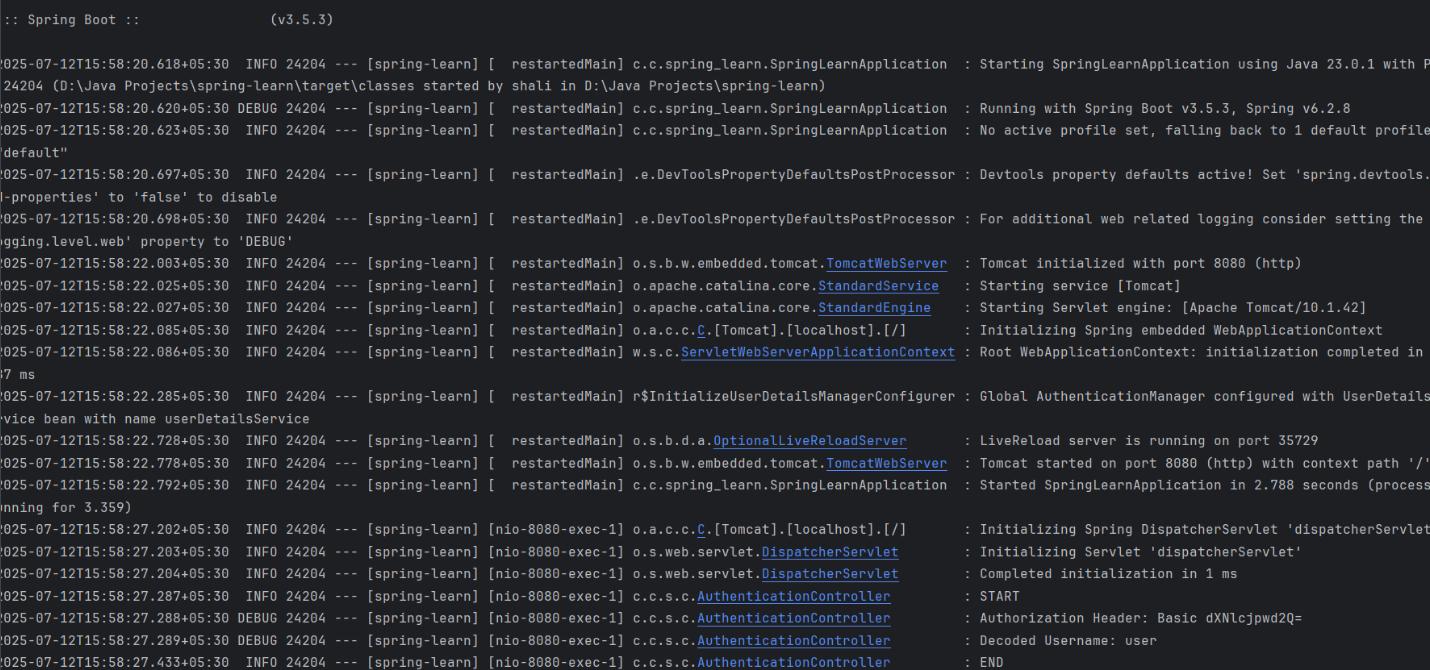 :: Spring Boot ::                (v3.5.3)
2025-07-12T15:58:20.618+05:30  INFO 24204 --- [spring-learn] [  restartedMain] c.c.spring_learn.SpringLearnApplication  : Starting SpringLearnApplication using Java 23.0.1 with P
24204 (D:\Java Projects\spring-learn\target\classes started by shali in D:\Java Projects\spring-learn)
2025-07-12T15:58:20.620+05:30 DEBUG 24204 --- [spring-learn] [  restartedMain] c.c.spring_learn.SpringLearnApplication  : Running with Spring Boot v3.5.3, Spring v6.2.8
2025-07-12T15:58:20.623+05:30  INFO 24204 --- [spring-learn] [  restartedMain] c.c.spring_learn.SpringLearnApplication  : No active profile set, falling back to 1 default profile
"default"
2025-07-12T15:58:20.697+05:30  INFO 24204 --- [spring-learn] [  restartedMain] .e.DevToolsPropertyDefaultsPostProcessor : Devtools property defaults active! Set 'spring.devtools.
d-properties' to 'false' to disable
2025-07-12T15:58:20.698+05:30  INFO 24204 --- [spring-learn] [  restartedMain] .e.DevToolsPropertyDefaultsPostProcessor : For additional web related logging consider setting the
ogging.level.web' property to 'DEBUG'
2025-07-12T15:58:22.003+05:30  INFO 24204 --- [spring-learn] [  restartedMain] o.s.b.w.embedded.tomcat.TomcatWebServer  : Tomcat initialized with port 8080 (http)
2025-07-12T15:58:22.025+05:30  INFO 24204 --- [spring-learn] [  restartedMain] o.apache.catalina.core.StandardService   : Starting service [Tomcat]
2025-07-12T15:58:22.027+05:30  INFO 24204 --- [spring-learn] [  restartedMain] o.apache.catalina.core.StandardEngine    : Starting Servlet engine: [Apache Tomcat/10.1.42]
2025-07-12T15:58:22.085+05:30  INFO 24204 --- [spring-learn] [  restartedMain] o.a.c.c.C.[Tomcat].[localhost].[/]       : Initializing Spring embedded WebApplicationContext
2025-07-12T15:58:22.086+05:30  INFO 24204 --- [spring-learn] [  restartedMain] w.s.c.ServletWebServerApplicationContext : Root WebApplicationContext: initialization completed in
37 ms
2025-07-12T15:58:22.285+05:30  INFO 24204 --- [spring-learn] [  restartedMain] r$InitializeUserDetailsManagerConfigurer : Global AuthenticationManager configured with UserDetails
rvice bean with name userDetailsService
2025-07-12T15:58:22.728+05:30  INFO 24204 --- [spring-learn] [  restartedMain] o.s.b.d.a.OptionalLiveReloadServer       : LiveReload server is running on port 35729
2025-07-12T15:58:22.778+05:30  INFO 24204 --- [spring-learn] [  restartedMain] o.s.b.w.embedded.tomcat.TomcatWebServer  : Tomcat started on port 8080 (http) with context path '/'
2025-07-12T15:58:22.792+05:30  INFO 24204 --- [spring-learn] [  restartedMain] c.c.spring_learn.SpringLearnApplication  : Started SpringLearnApplication in 2.788 seconds (process
unning for 3.359)
2025-07-12T15:58:27.202+05:30  INFO 24204 --- [spring-learn] [nio-8080-exec-1] o.a.c.c.C.[Tomcat].[localhost].[/]       : Initializing Spring DispatcherServlet 'dispatcherServlet
2025-07-12T15:58:27.203+05:30  INFO 24204 --- [spring-learn] [nio-8080-exec-1] o.s.web.servlet.DispatcherServlet        : Initializing Servlet 'dispatcherServlet'
2025-07-12T15:58:27.204+05:30  INFO 24204 --- [spring-learn] [nio-8080-exec-1] o.s.web.servlet.DispatcherServlet        : Completed initialization in 1 ms
2025-07-12T15:58:27.287+05:30  INFO 24204 --- [spring-learn] [nio-8080-exec-1] c.c.s.c.AuthenticationController         : START
2025-07-12T15:58:27.288+05:30 DEBUG 24204 --- [spring-learn] [nio-8080-exec-1] c.c.s.c.AuthenticationController         : Authorization Header: Basic dXNlcjpwd2Q=
2025-07-12T15:58:27.289+05:30 DEBUG 24204 --- [spring-learn] [nio-8080-exec-1] c.c.s.c.AuthenticationController         : Decoded Username: user
2025-07-12T15:58:27.433+05:30  INFO 24204 --- [spring-learn] [nio-8080-exec-1] c.c.s.c.AuthenticationController         : END